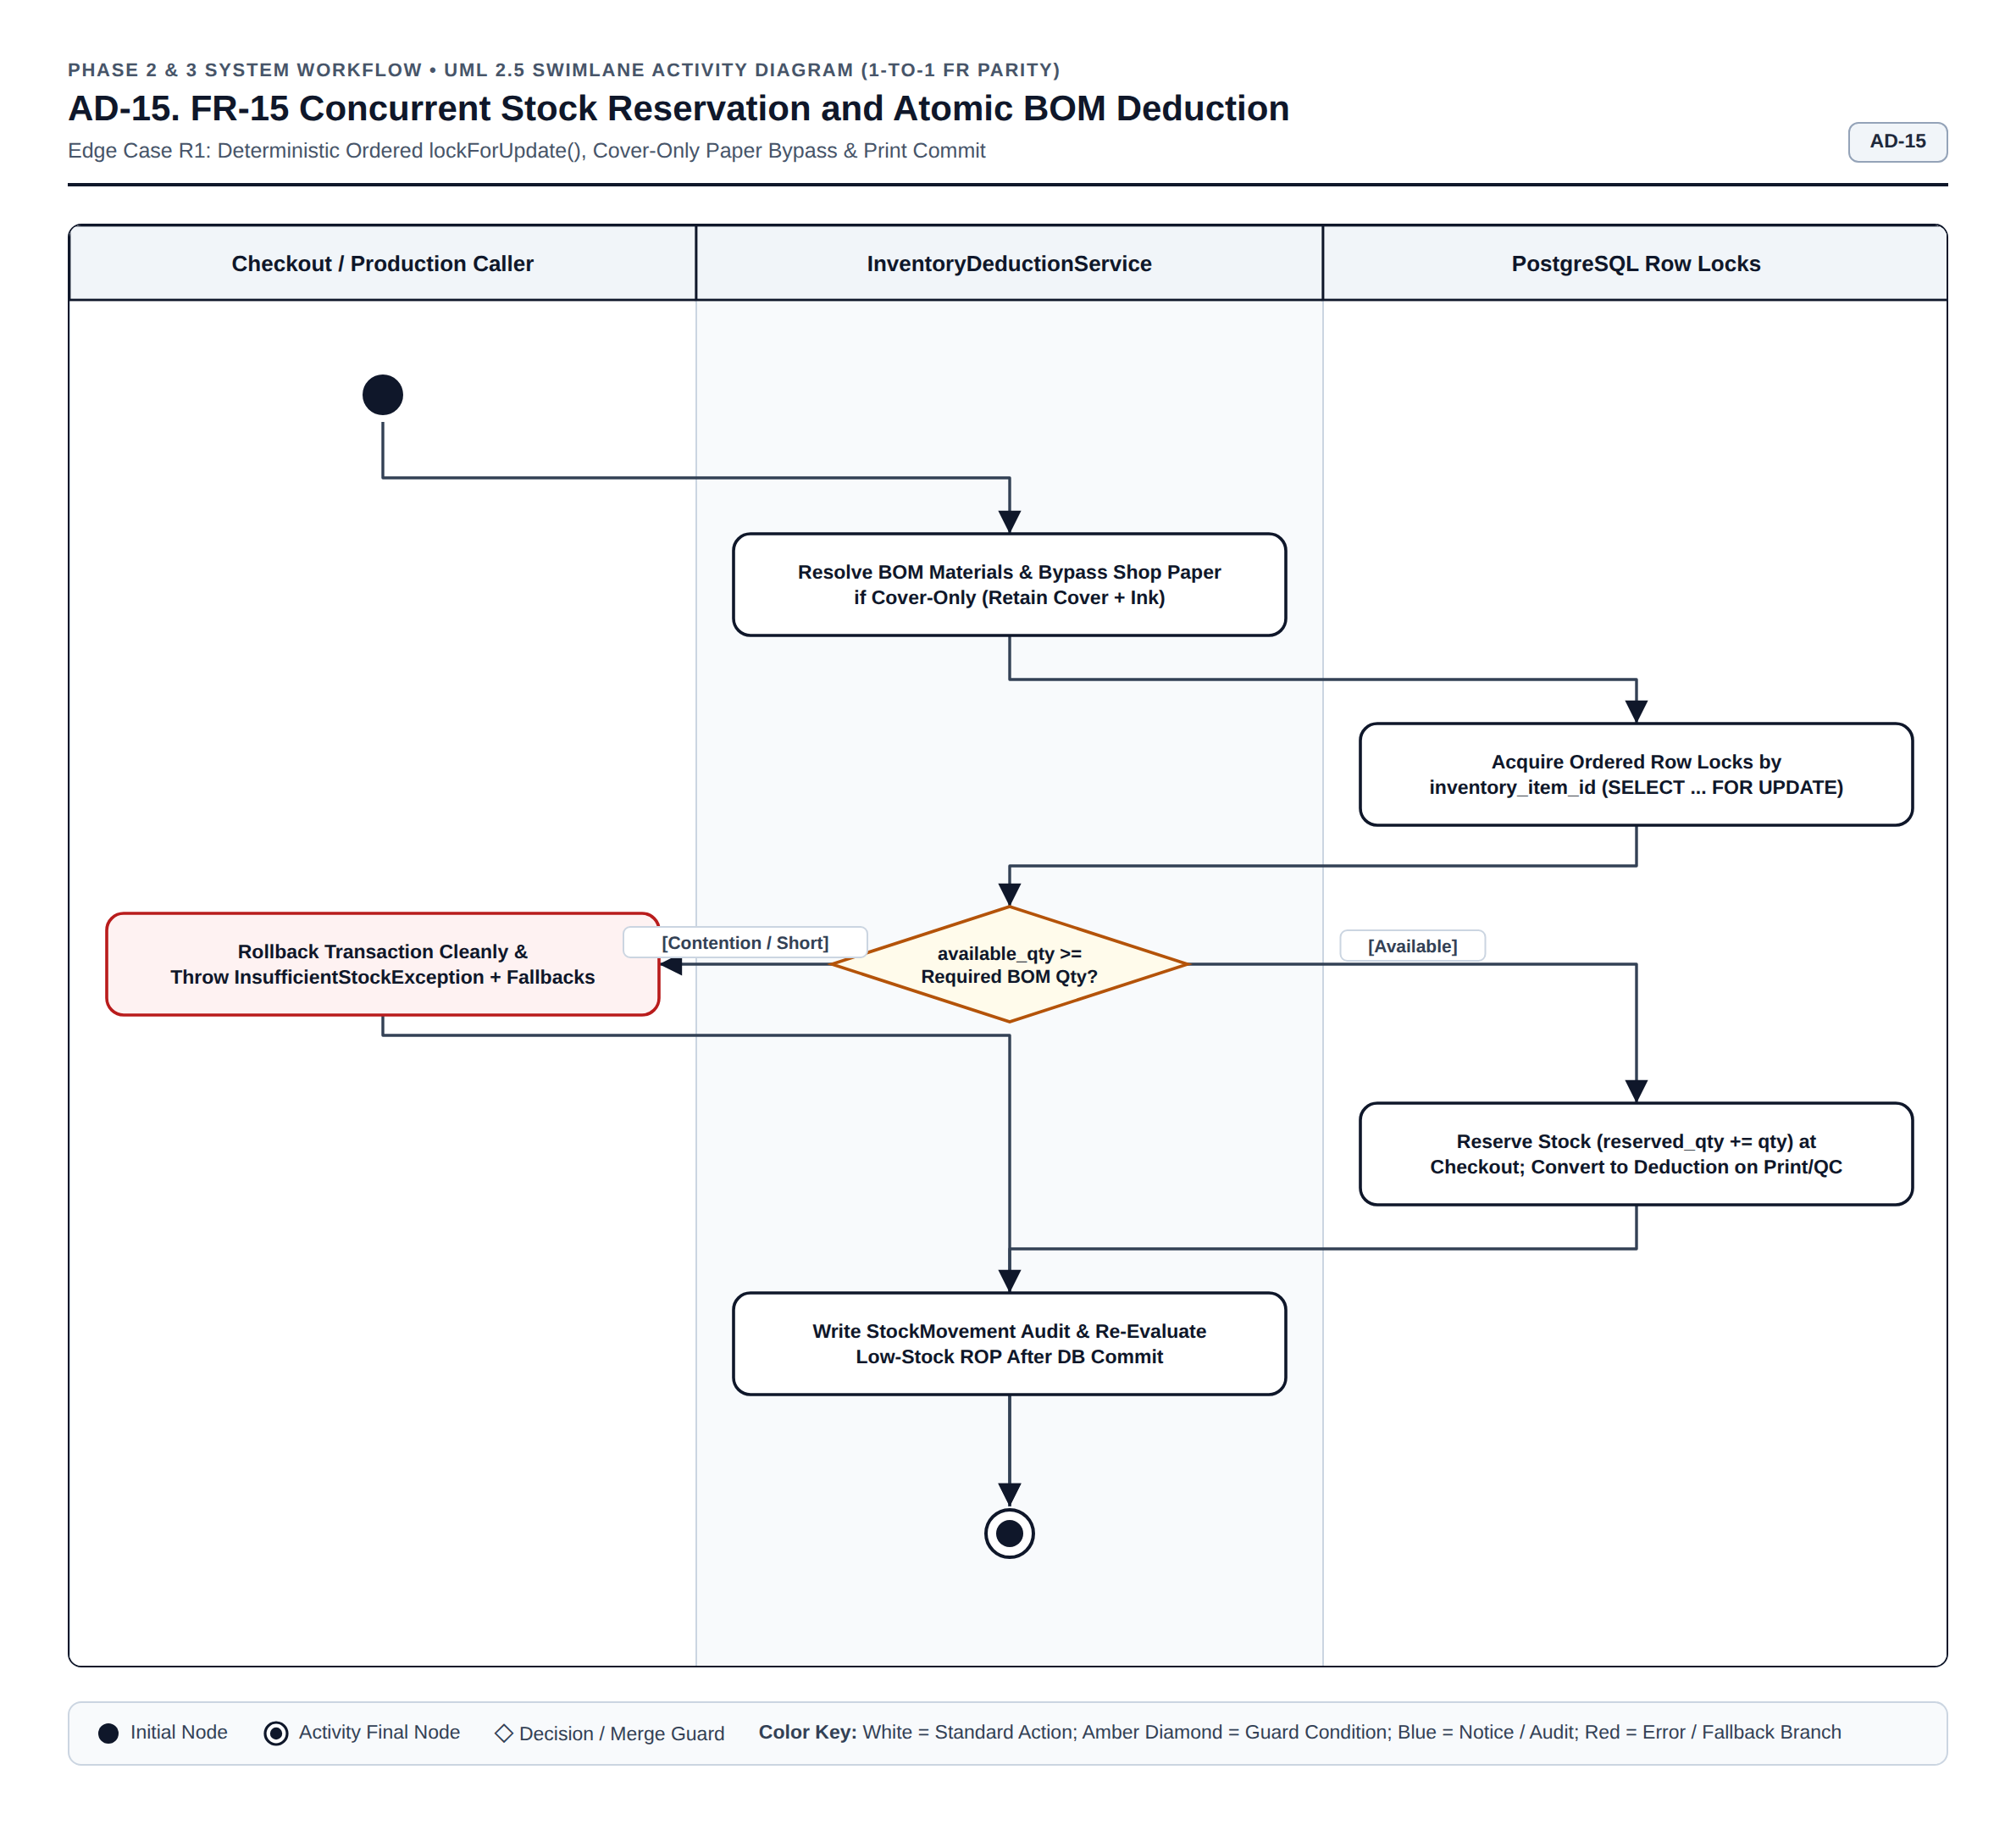 PHASE 2 & 3 SYSTEM WORKFLOW • UML 2.5 SWIMLANE ACTIVITY DIAGRAM (1-TO-1 FR PARITY)
AD-15. FR-15 Concurrent Stock Reservation and Atomic BOM Deduction
Edge Case R1: Deterministic Ordered lockForUpdate(), Cover-Only Paper Bypass & Print Commit
AD-15
Checkout / Production Caller
InventoryDeductionService
PostgreSQL Row Locks
Resolve BOM Materials & Bypass Shop Paper
if Cover-Only (Retain Cover + Ink)
Acquire Ordered Row Locks by
inventory_item_id (SELECT ... FOR UPDATE)
Rollback Transaction Cleanly &
Throw InsufficientStockException + Fallbacks
[Contention / Short]
available_qty >=
Required BOM Qty?
[Available]
Reserve Stock (reserved_qty += qty) at
Checkout; Convert to Deduction on Print/QC
Write StockMovement Audit & Re-Evaluate
Low-Stock ROP After DB Commit
Initial Node
Activity Final Node
Decision / Merge Guard
Color Key: White = Standard Action; Amber Diamond = Guard Condition; Blue = Notice / Audit; Red = Error / Fallback Branch